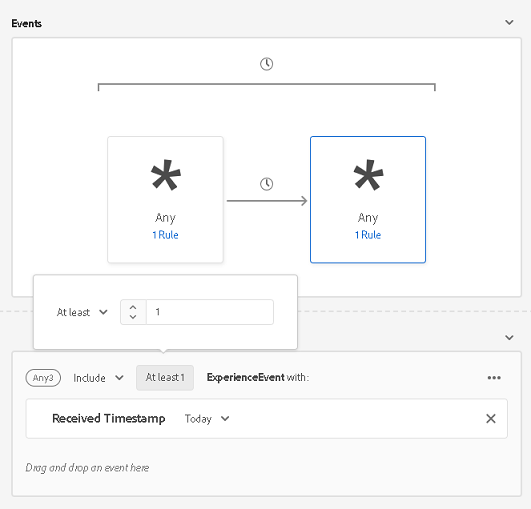 Events
Any
1 Rule
Any
1 Rule
At least 1
Any3 Include At least 1 ExperienceEvent with:
Received Timestamp Today
Drag and drop an event here